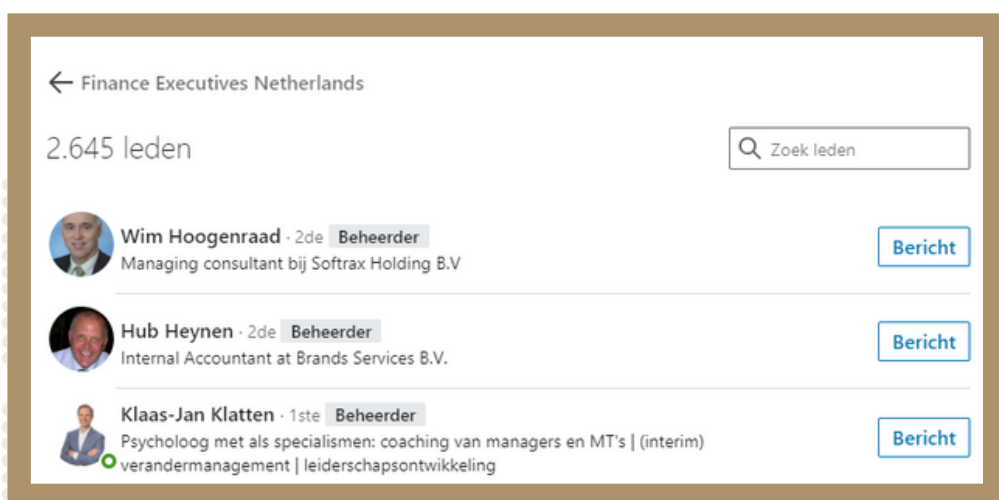 ← Finance Executives Netherlands
2.645 leden
Zoek leden
Wim Hoogenraad · 2de Beheerder
Managing consultant bij Softrax Holding B.V
Bericht
Hub Heynen · 2de Beheerder
Internal Accountant at Brands Services B.V.
Bericht
Klaas-Jan Klatten · 1ste Beheerder
Psycholoog met als specialismen: coaching van managers en MT's | (interim)
verandermanagement | leiderschapsontwikkeling
Bericht